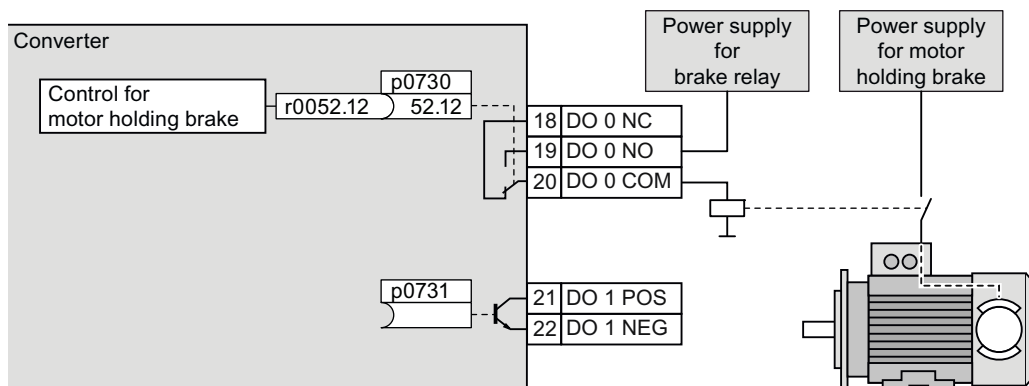 Converter
Control for
motor holding brake
r0052.12
p0730
52.12
18 DO 0 NC
19 DO 0 NO
20 DO 0 COM
Power supply
for
brake relay
Power supply
for motor
holding brake
p0731
21 DO 1 POS
22 DO 1 NEG